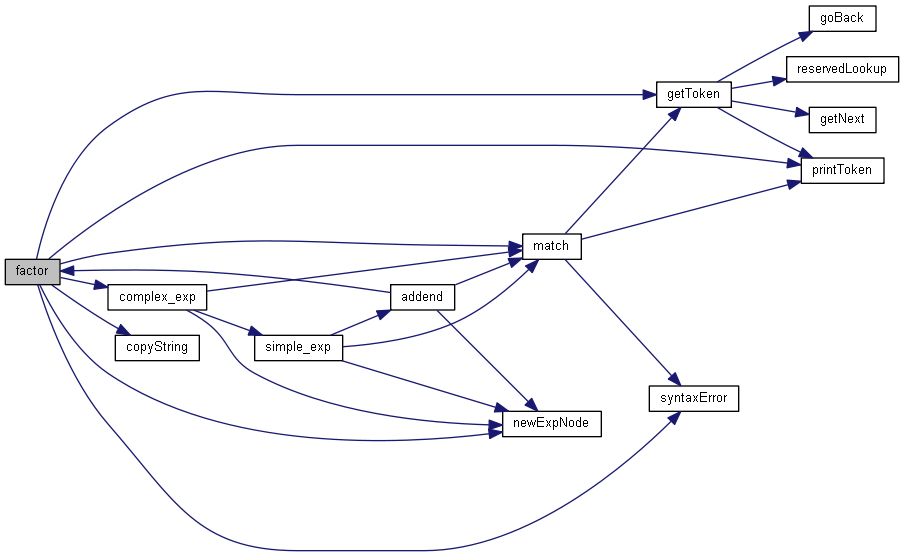 goBack
reservedLookup
getToken
getNext
printToken
match
factor
complex_exp
addend
copyString
simple_exp
syntaxError
newExpNode